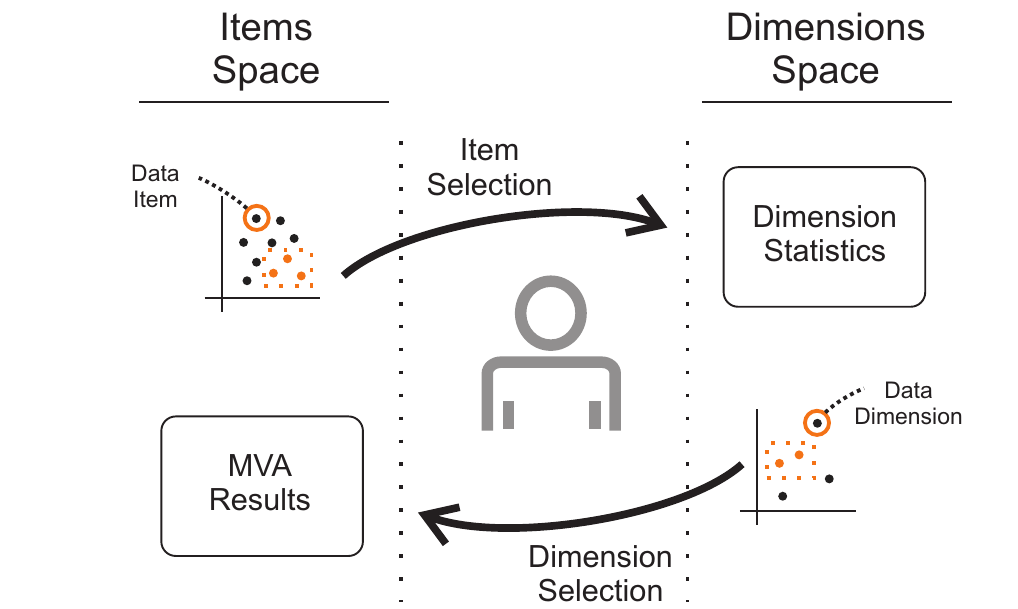 Items
Space
Dimensions
Space
Item
Selection
Data
Item
Dimension
Statistics
Data
Dimension
MVA
Results
Dimension
Selection